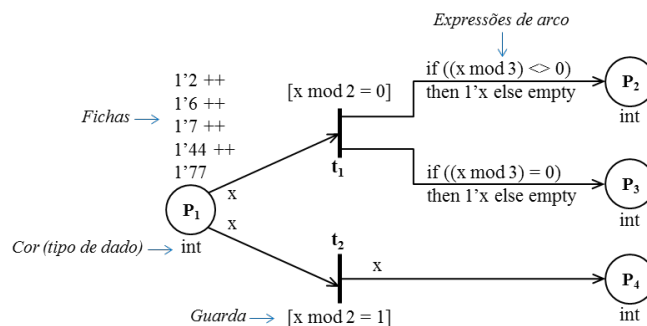 Expressões de arco
if ((x mod 3) <> 0)
then 1’x else empty
P2
int
1’2 ++
1’6 ++
1’7 ++
1’44 ++
1’77
Fichas
[x mod 2 = 0]
t1
if ((x mod 3) = 0)
then 1’x else empty
P3
int
P1
x
x
Cor (tipo de dado)
int
t2
x
P4
int
Guarda
[x mod 2 = 1]